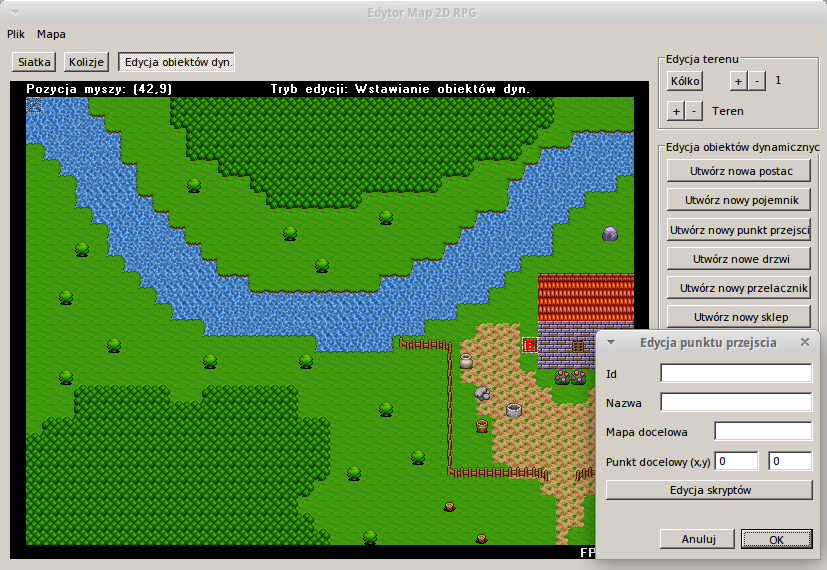 Edytor Map 2D RPG
Plik Mapa
Siatka Kolizje Edycja obiektów dyn.
Pozycja myszy: (42,9) Tryb edycji: Wstawianie obiektów dyn.
Edycja terenu
Kólko + - 1
+ - Teren
Edycja obiektów dynamicznyc
Utwórz nowa postac
Utwórz nowy pojemnik
Utwórz nowy punkt przejsci
Utwórz nowe drzwi
Utwórz nowy przelacznik
Utwórz nowy sklep
E
Edycja punktu przejscia
Id
Nazwa
Mapa docelowa
Punkt docelowy (x,y) 0 0
Edycja skryptów
Anuluj OK
FP